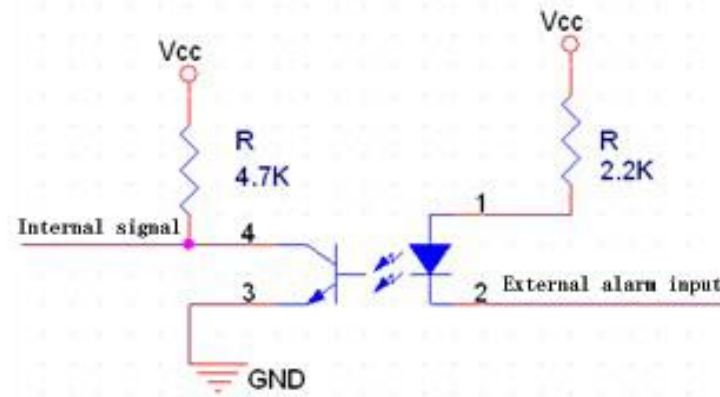 Vcc
Vcc
R
4.7K
R
2.2K
Internal signal
4
1
3
2
External alarm input
GND